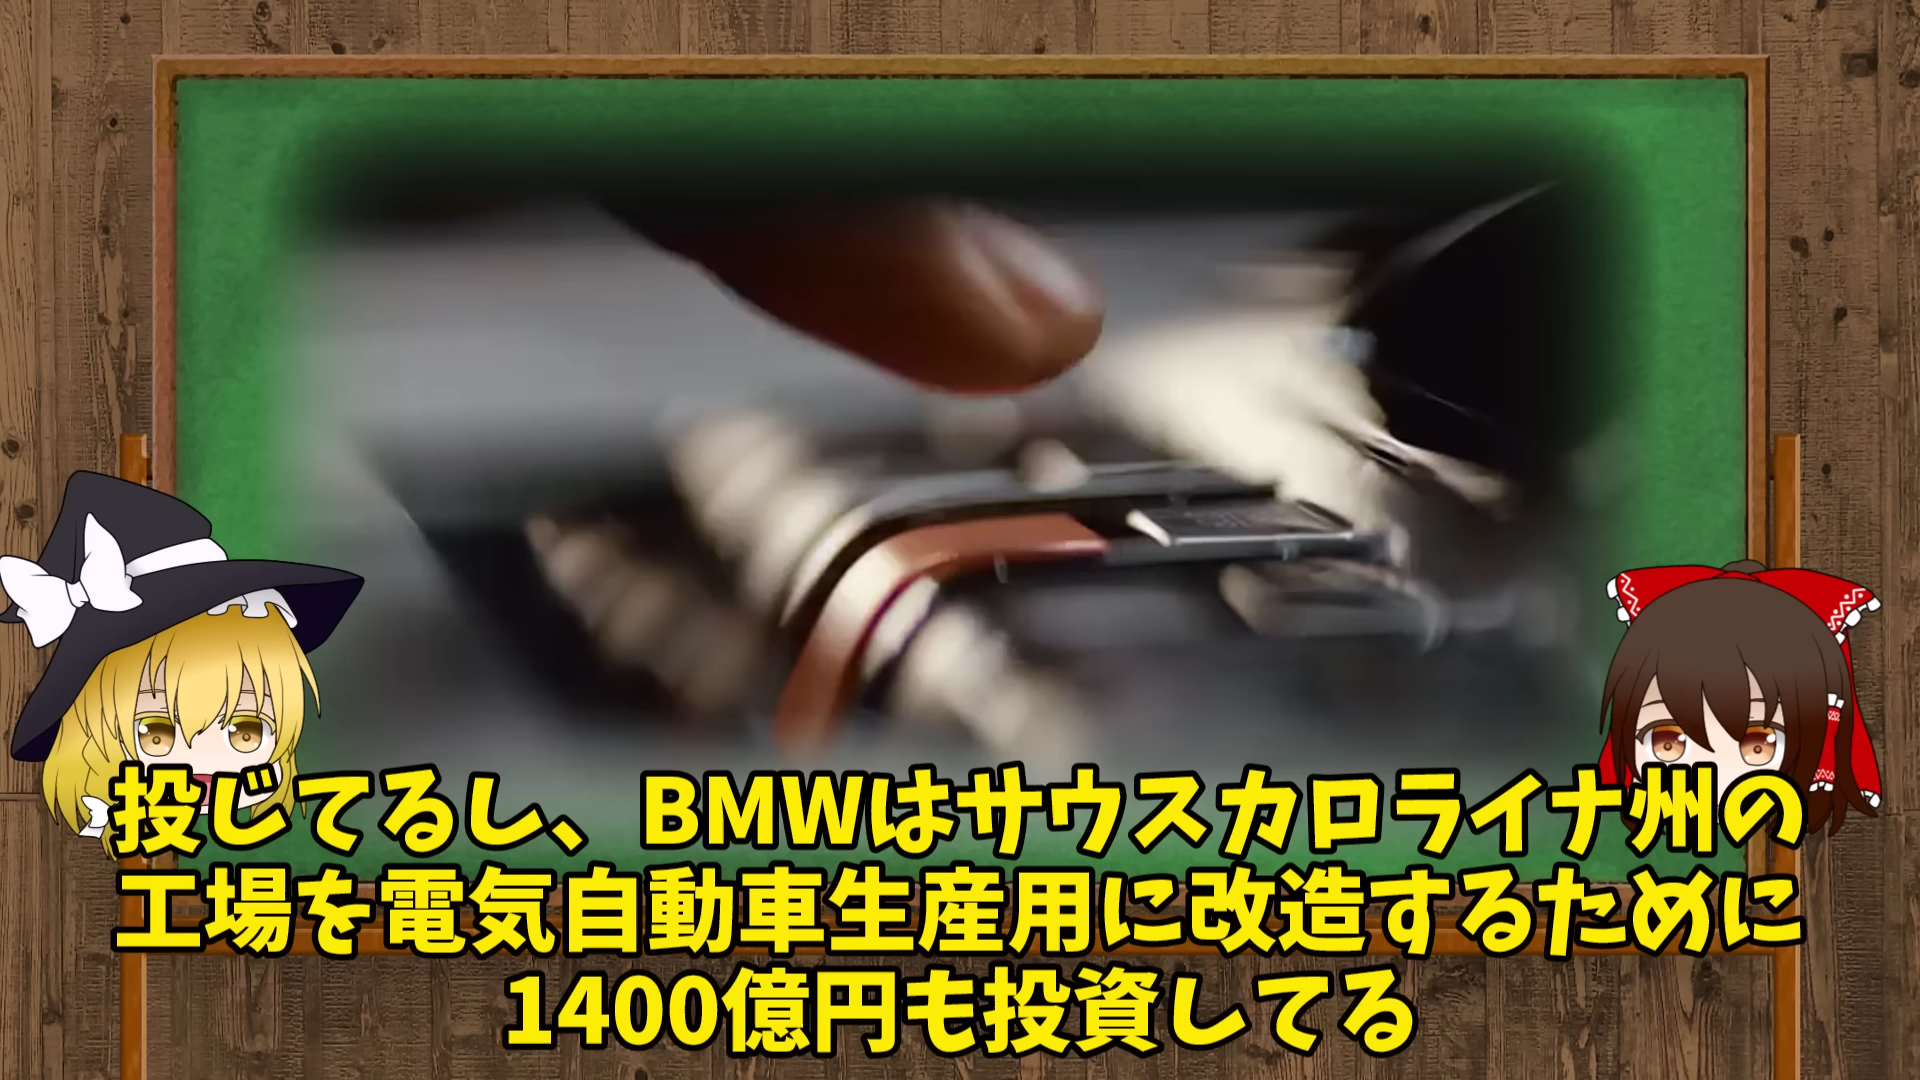 投じてるし、BMWはサウスカロライナ州の
工場を電気自動車生産用に改造するために
1400億円も投資してる